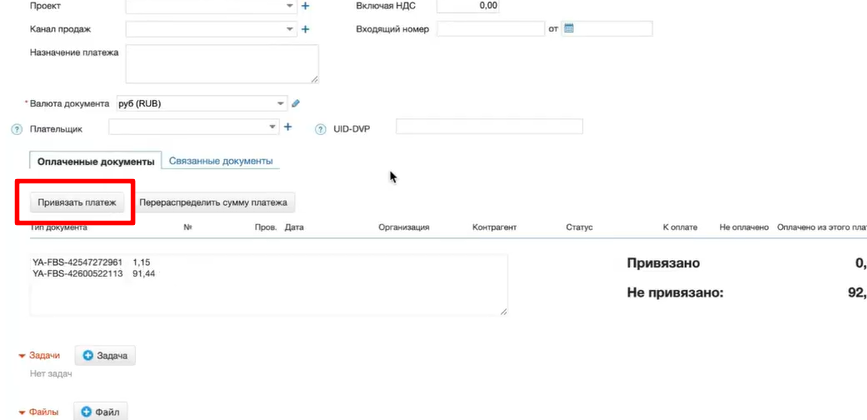 Проект
Включая НДС 0,00
Канал продаж
Входящий номер от
Назначение платежа
* Валюта документа руб (RUB)
? Плательщик
? UID-DVP
Оплаченные документы Связанные документы
Привязать платеж Перераспределить сумму платежа
Тип документа № Пров. Дата Организация Контрагент Статус К оплате Не оплачено Оплачено из этого
YA-FBS-42547272961 1,15
YA-FBS-42600522113 91,44
Привязано 0,
Не привязано: 92,
Задачи Задача
Нет задач
Файлы Файл